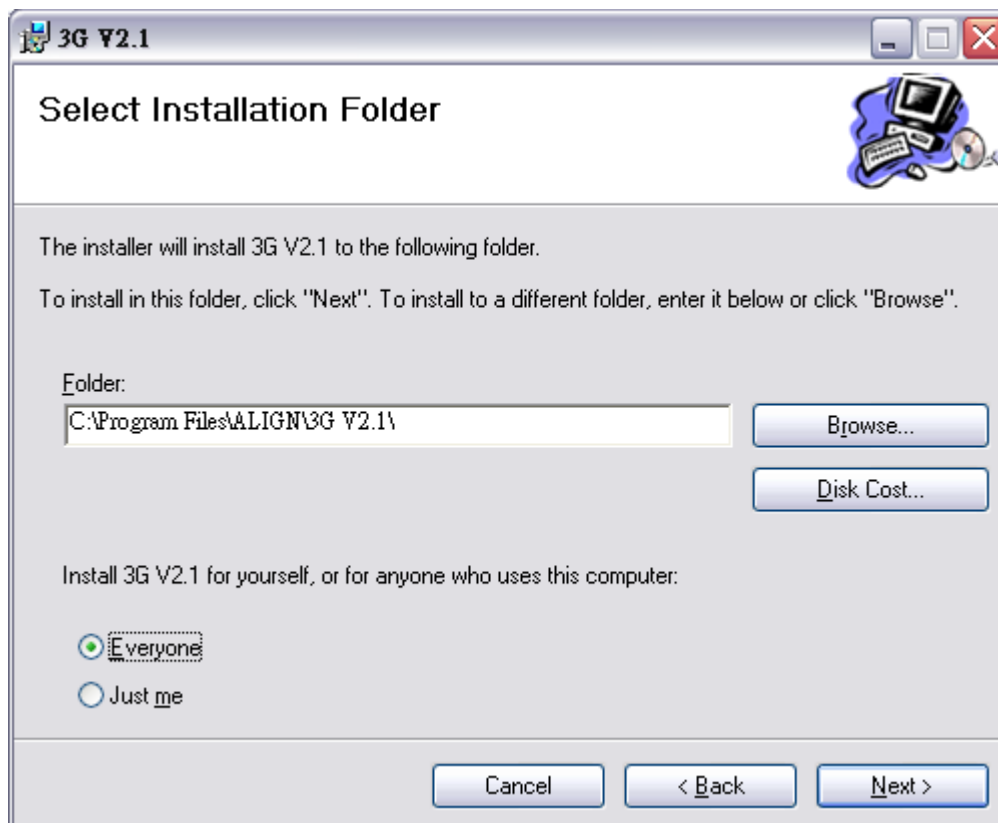 3G V2.1
Select Installation Folder
The installer will install 3G V2.1 to the following folder.
To install in this folder, click "Next". To install to a different folder, enter it below or click "Browse".
Folder:
C:\Program Files\ALIGN\3G V2.1\
Browse...
Disk Cost...
Install 3G V2.1 for yourself, or for anyone who uses this computer:
Everyone
Just me
Cancel
< Back
Next >